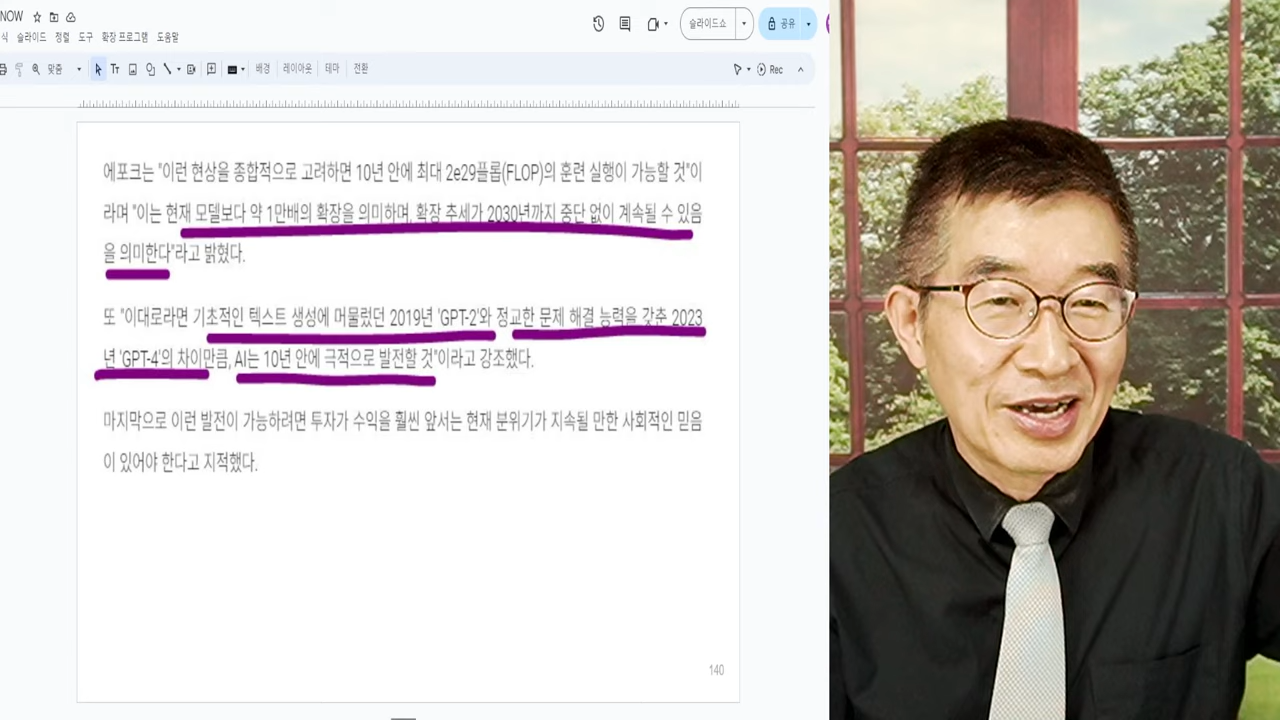 NOW
식 슬라이드 정렬 도구 확장 프로그램 도움말
슬라이드쇼
공유
맞춤
Tт
배경 레이아웃 테마 전환
Rec
에포크는 "이런 현상을 종합적으로 고려하면 10년 안에 최대 2e29플롭(FLOP)의 훈련 실행이 가능할 것"이
라며 "이는 현재 모델보다 약 1만배의 확장을 의미하며, 확장 추세가 2030년까지 중단 없이 계속될 수 있음
을 의미한다"라고 밝혔다.
또 "이대로라면 기초적인 텍스트 생성에 머물렀던 2019년 'GPT-2'와 정교한 문제 해결 능력을 갖춘 2023
년 'GPT-4'의 차이만큼, AI는 10년 안에 극적으로 발전할 것"이라고 강조했다.
마지막으로 이런 발전이 가능하려면 투자가 수익을 훨씬 앞서는 현재 분위기가 지속될 만한 사회적인 믿음
이 있어야 한다고 지적했다.
140